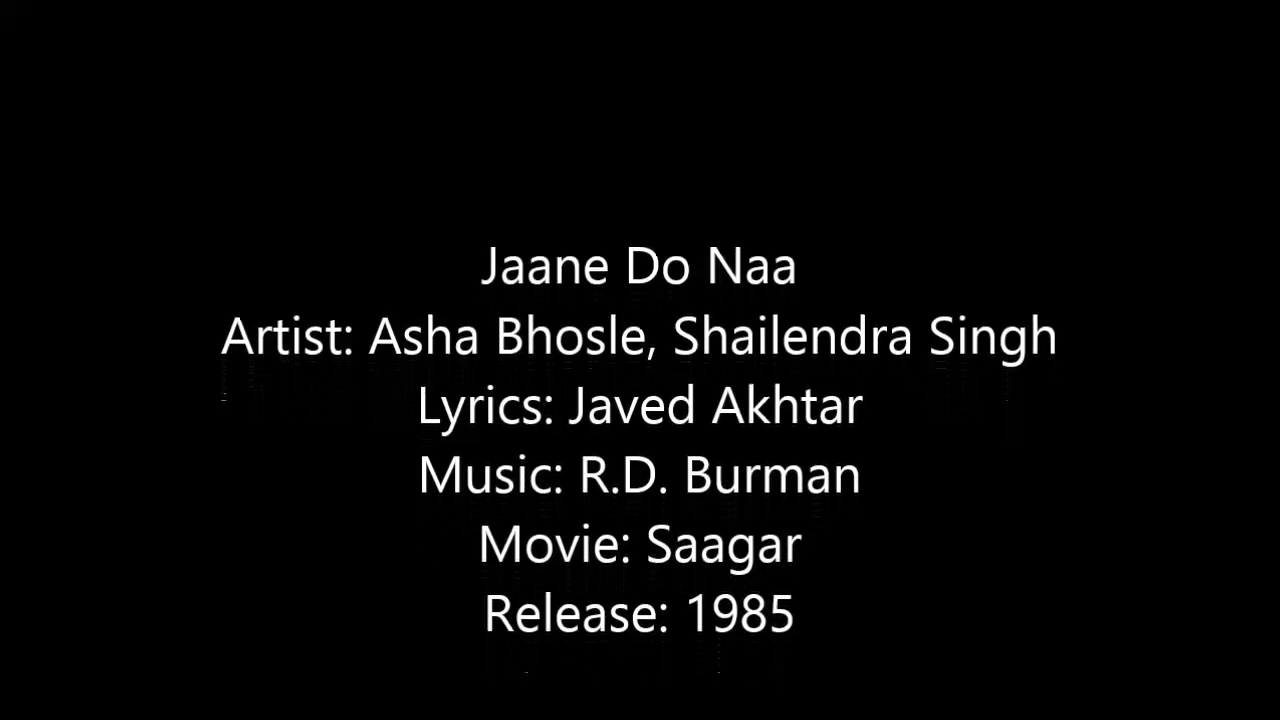 Jaane Do Naa
Artist: Asha Bhosle, Shailendra Singh
Lyrics: Javed Akhtar
Music: R.D. Burman
Movie: Saagar
Release: 1985